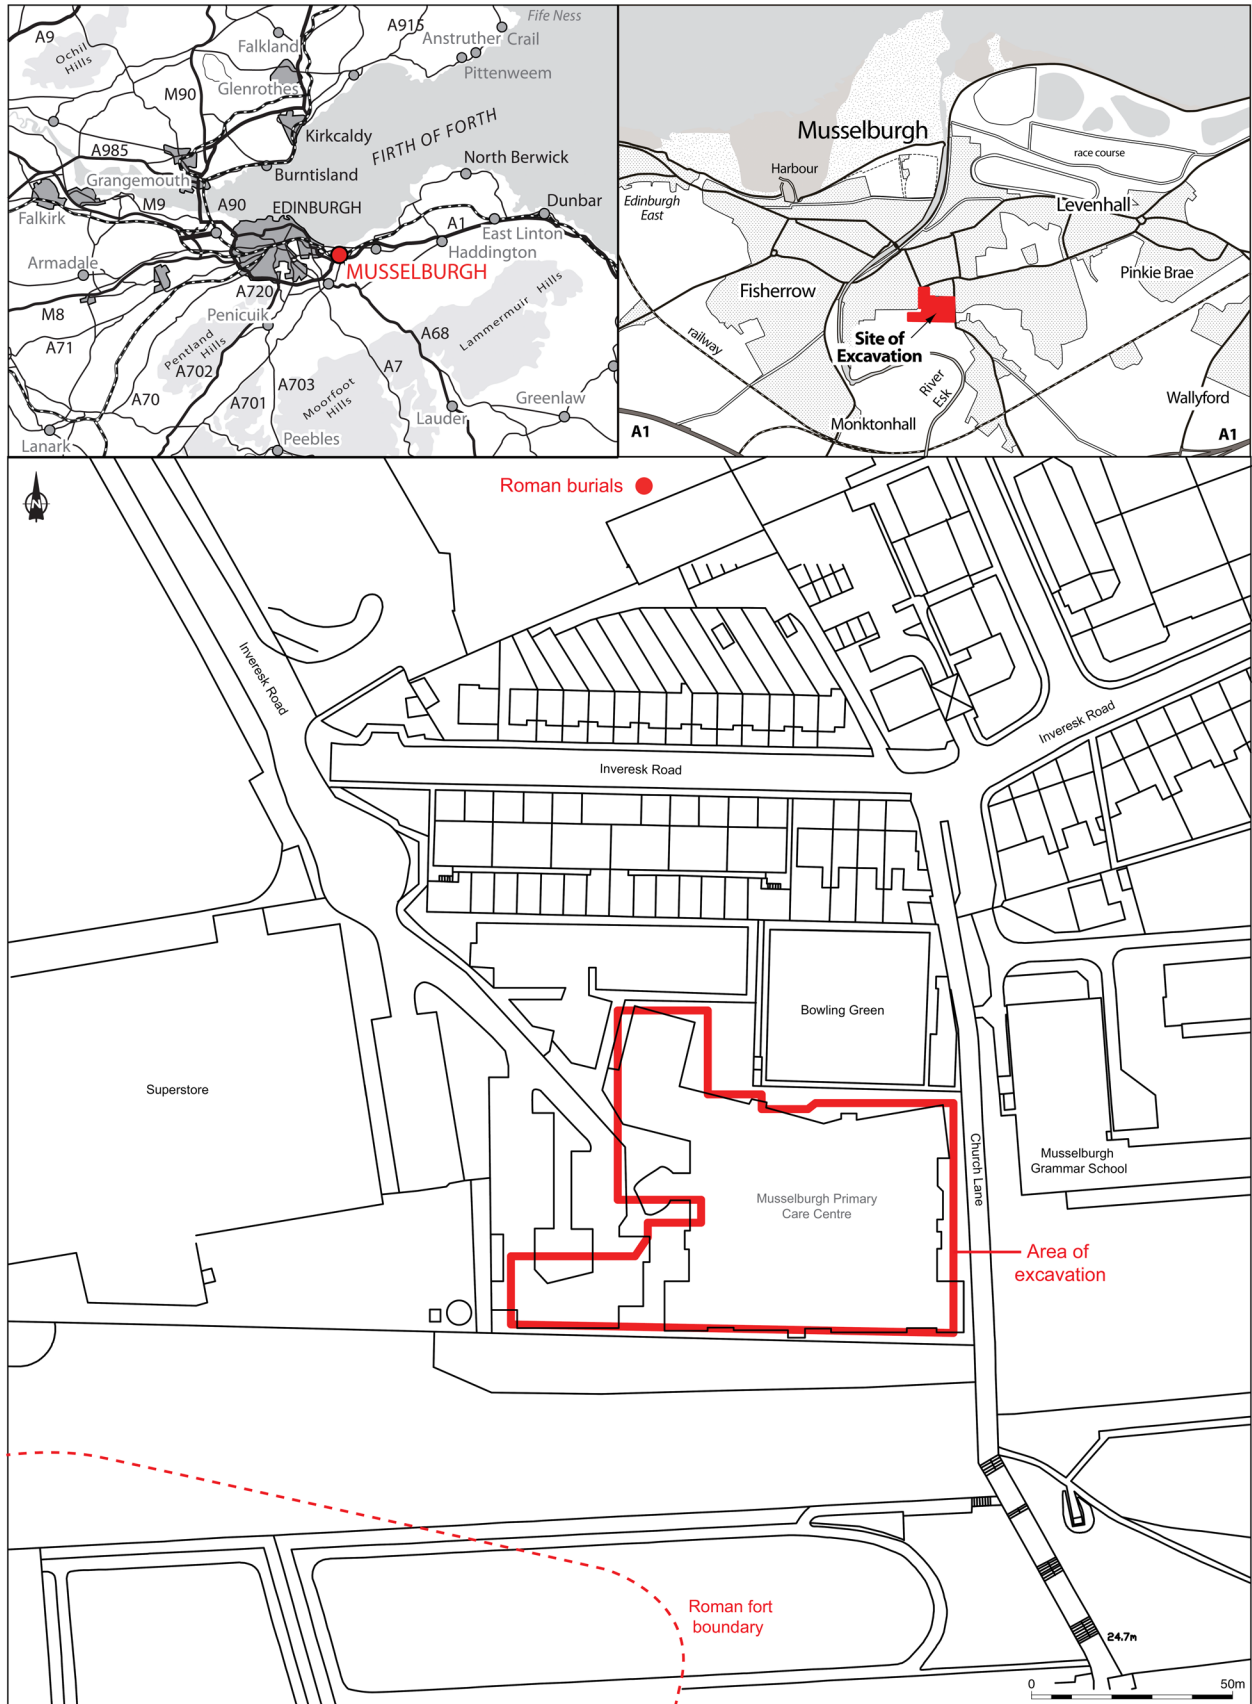 A9
Ochil
Hills
Falkland
A915
Fife Ness
Anstruther
Crail
Pittenweem
M90
Glenrothes
Kirkcaldy
FIRTH OF FORTH
A985
Grangemouth
Burntisland
North Berwick
Falkirk
M9
A90
EDINBURGH
Dunbar
A1
East Linton
Haddington
Armadale
MUSSELBURGH
A720
M8
Penicuik
Lammermuir Hills
A71
Pentland
Hills
A702
A68
A7
A70
A703
A701
Moorfoot
Hills
Lauder
Greenlaw
Lanark
Peebles
Musselburgh
Harbour
race course
Edinburgh
East
Levenhall
Fisherrow
Pinkie Brae
Site of
Excavation
railway
River
Esk
Wallyford
Monktonhall
A1
A1
N
Roman burials
Inveresk Road
Inveresk Road
Inveresk Road
Bowling Green
Superstore
Church Lane
Musselburgh
Grammar School
Musselburgh Primary
Care Centre
Area of
excavation
Roman fort
boundary
24.7m
0
50m